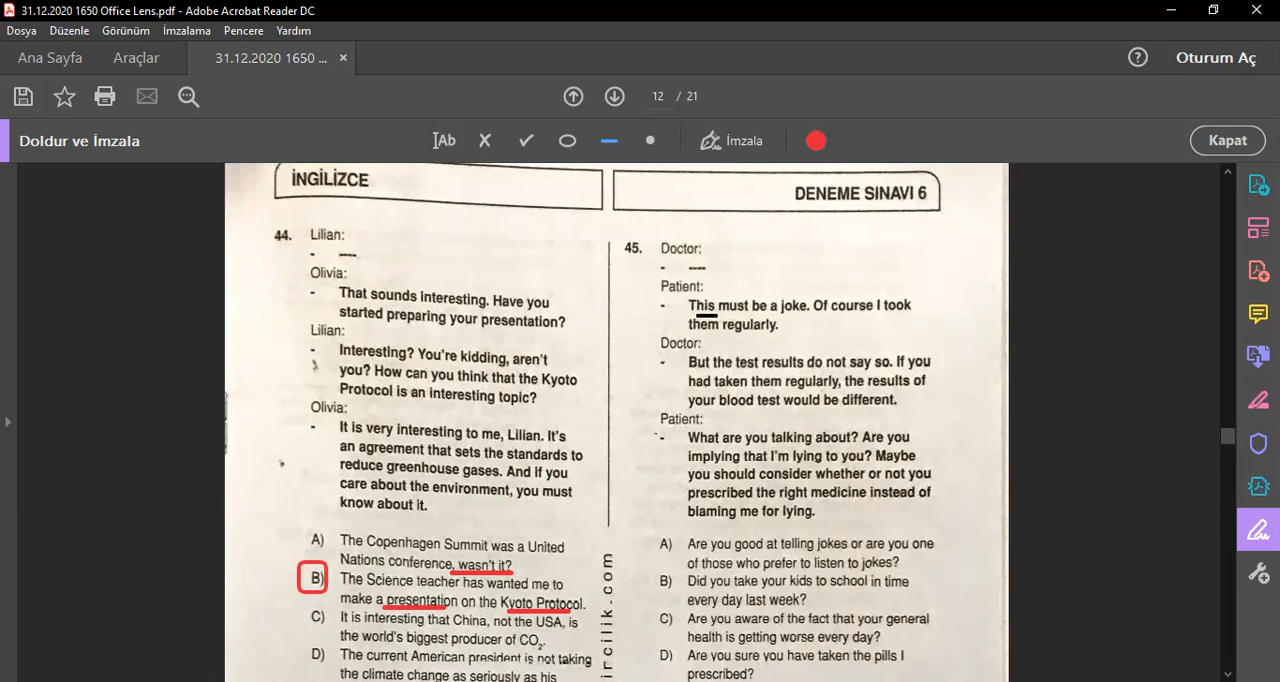 31.12.2020 1650 Office Lens.pdf - Adobe Acrobat Reader DC
Dosya Düzenle Görünüm İmzalama Pencere Yardım
Ana Sayfa Araçlar 31.12.2020 1650 ... × Oturum Aç
12 / 21
Doldur ve İmzala IAb İmzala Kapat
İNGİLİZCE
DENEME SINAVI 6
44. Lilian:
- ----
Olivia:
- That sounds interesting. Have you
started preparing your presentation?
Lilian:
- Interesting? You're kidding, aren't
you? How can you think that the Kyoto
Protocol is an interesting topic?
Olivia:
- It is very interesting to me, Lilian. It's
an agreement that sets the standards to
reduce greenhouse gases. And if you
care about the environment, you must
know about it.
A) The Copenhagen Summit was a United
Nations conference, wasn't it?
B) The Science teacher has wanted me to
make a presentation on the Kyoto Protocol.
C) It is interesting that China, not the USA, is
the world's biggest producer of CO₂.
D) The current American president is not taking
the climate change as seriously as his
ircilik.com
45. Doctor:
- ----
Patient:
- This must be a joke. Of course I took
them regularly.
Doctor:
- But the test results do not say so. If you
had taken them regularly, the results of
your blood test would be different.
Patient:
- What are you talking about? Are you
implying that I'm lying to you? Maybe
you should consider whether or not you
prescribed the right medicine instead of
blaming me for lying.
A) Are you good at telling jokes or are you one
of those who prefer to listen to jokes?
B) Did you take your kids to school in time
every day last week?
C) Are you aware of the fact that your general
health is getting worse every day?
D) Are you sure you have taken the pills I
prescribed?